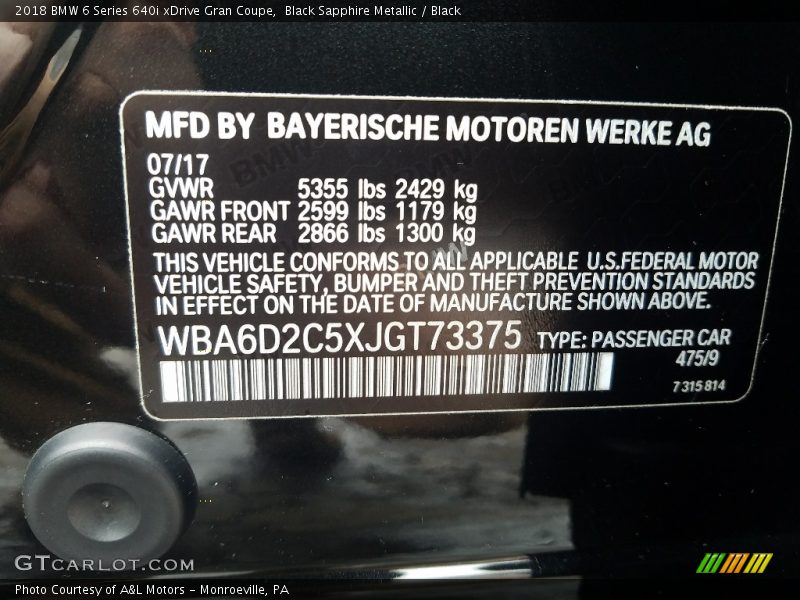 2018 BMW 6 Series 640i xDrive Gran Coupe, Black Sapphire Metallic / Black
MFD BY BAYERISCHE MOTOREN WERKE AG
07/17
GVWR 5355 lbs 2429 kg
GAWR FRONT 2599 lbs 1179 kg
GAWR REAR 2866 lbs 1300 kg
THIS VEHICLE CONFORMS TO ALL APPLICABLE U.S.FEDERAL MOTOR
VEHICLE SAFETY, BUMPER AND THEFT PREVENTION STANDARDS
IN EFFECT ON THE DATE OF MANUFACTURE SHOWN ABOVE.
WBA6D2C5XJGT73375 TYPE: PASSENGER CAR
475/9
7 315 814
GTCARLOT.COM
Photo Courtesy of A&L Motors - Monroeville, PA